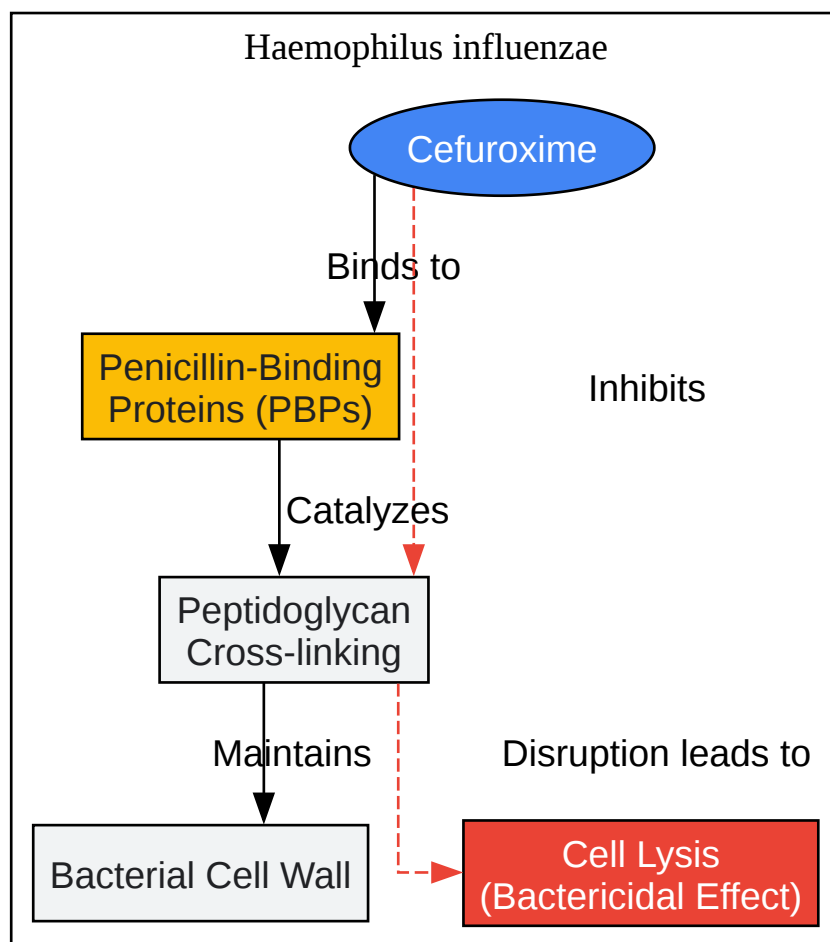 Haemophilus influenzae
Cefuroxime
Binds to
Penicillin-Binding
Proteins (PBPs)
Inhibits
Catalyzes
Peptidoglycan
Cross-linking
Maintains
Disruption leads to
Bacterial Cell Wall
Cell Lysis
(Bactericidal Effect)